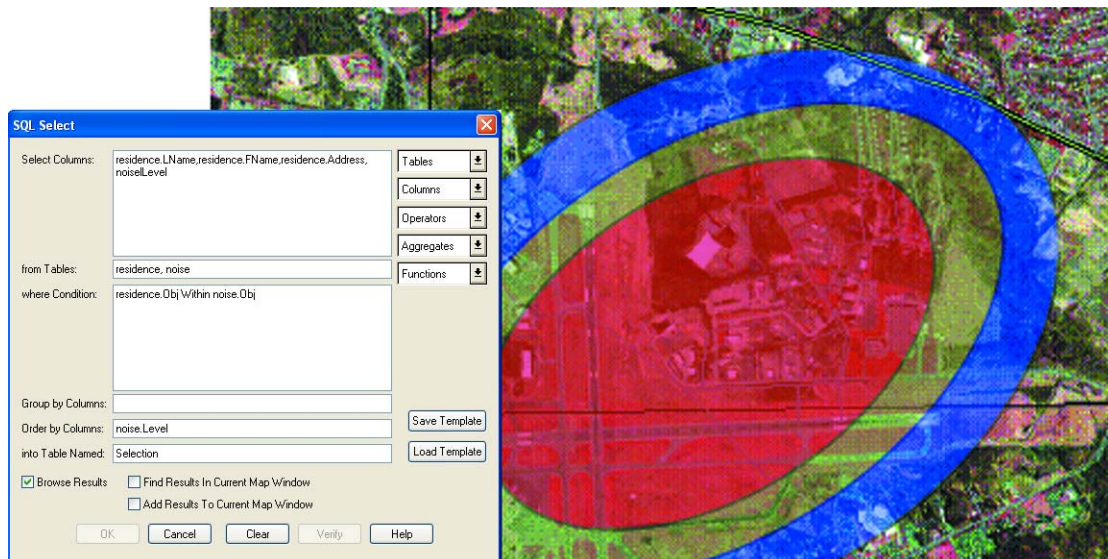 SQL Select
Select Columns:
residence.LName,residence.FName,residence.Address,
noiselLevel
Tables
Columns
Operators
Aggregates
Functions
from Tables:
residence, noise
where Condition:
residence.Obj Within noise.Obj
Group by Columns:
Order by Columns:
noise.Level
into Table Named:
Selection
Save Template
Load Template
Browse Results
Find Results In Current Map Window
Add Results To Current Map Window
OK
Cancel
Clear
Verify
Help